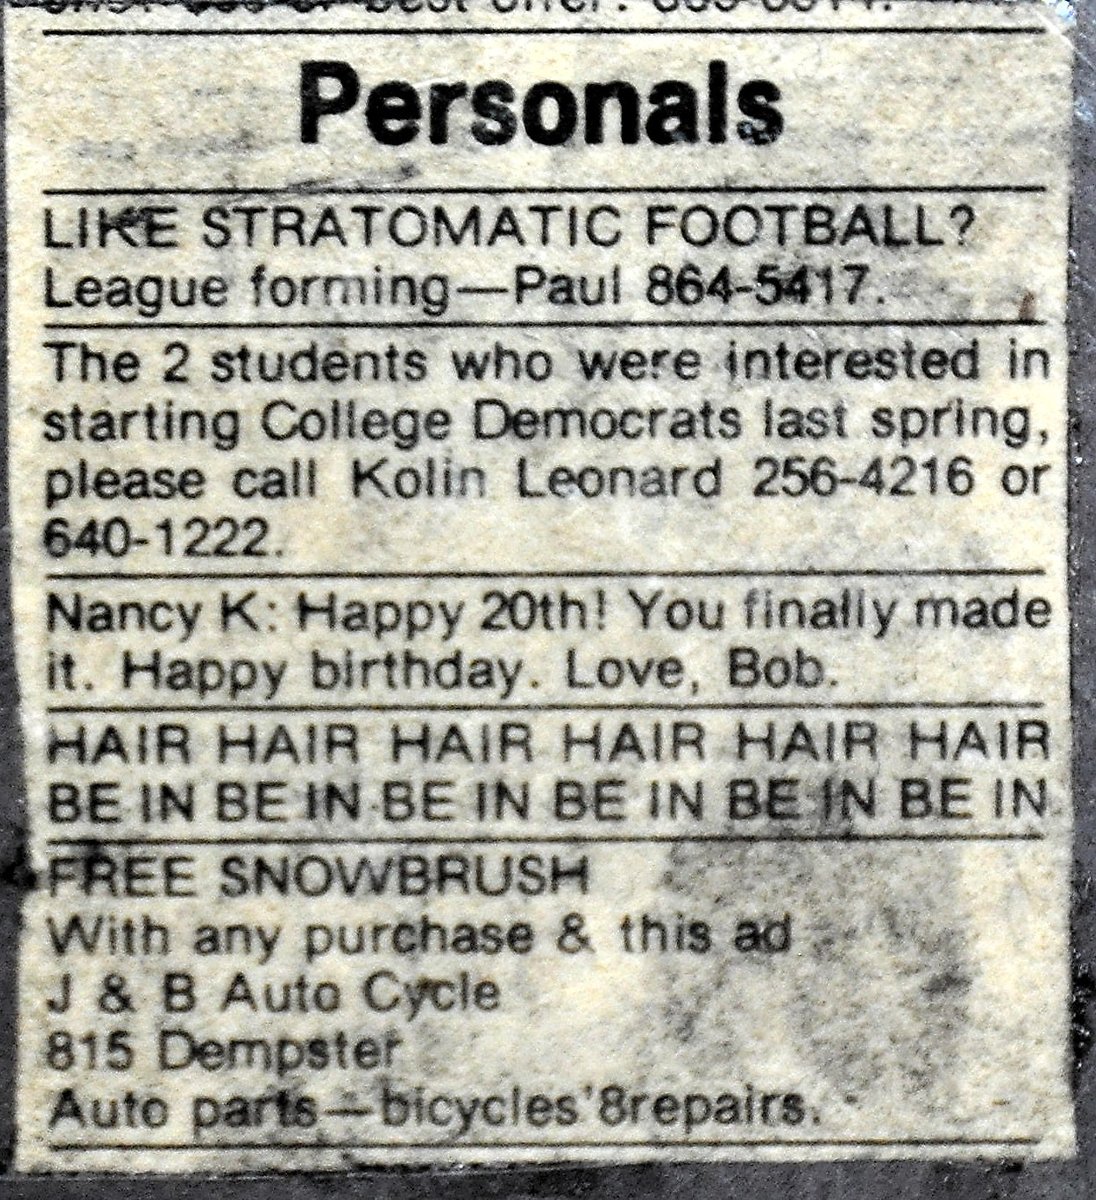 best offer.
Personals
LIKE STRATOMATIC FOOTBALL?
League forming—Paul 864-5417.
The 2 students who were interested in
starting College Democrats last spring,
please call Kolin Leonard 256-4216 or
640-1222.
Nancy K: Happy 20th! You finally made
it. Happy birthday. Love, Bob.
HAIR HAIR HAIR HAIR HAIR HAIR
BE IN BE IN BE IN BE IN BE IN BE IN
FREE SNOWBRUSH
With any purchase & this ad
J & B Auto Cycle
815 Dempster
Auto parts—bicycles'8repairs.